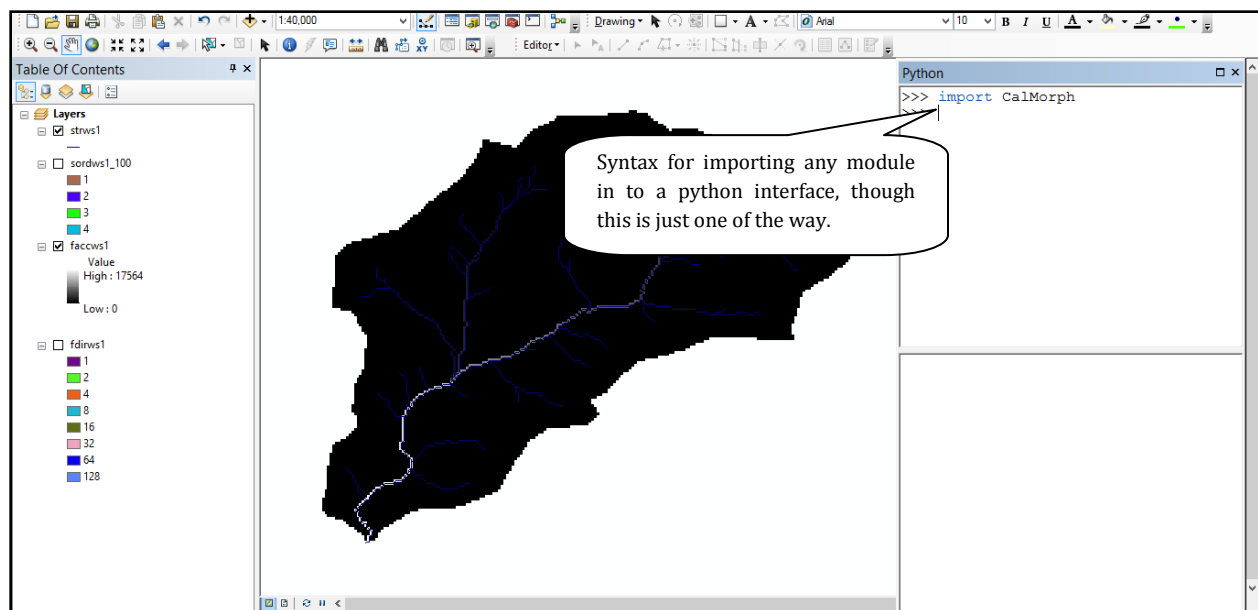 1:40,000
Drawing
A
Arial
10
B I U A
Editor
Table Of Contents
Python
Layers
strws1
sordws1_100
1
2
3
4
faccws1
Value
High : 17564
Low : 0
fdirws1
1
2
4
8
16
32
64
128
>>> import CalMorph
>>>
Syntax for importing any module
in to a python interface, though
this is just one of the way.